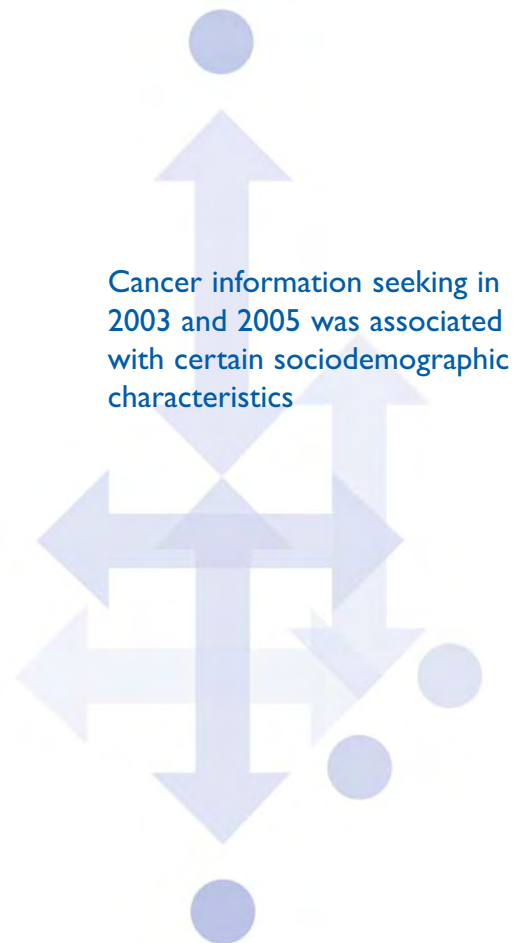 Cancer information seeking in
2003 and 2005 was associated
with certain sociodemographic
characteristics